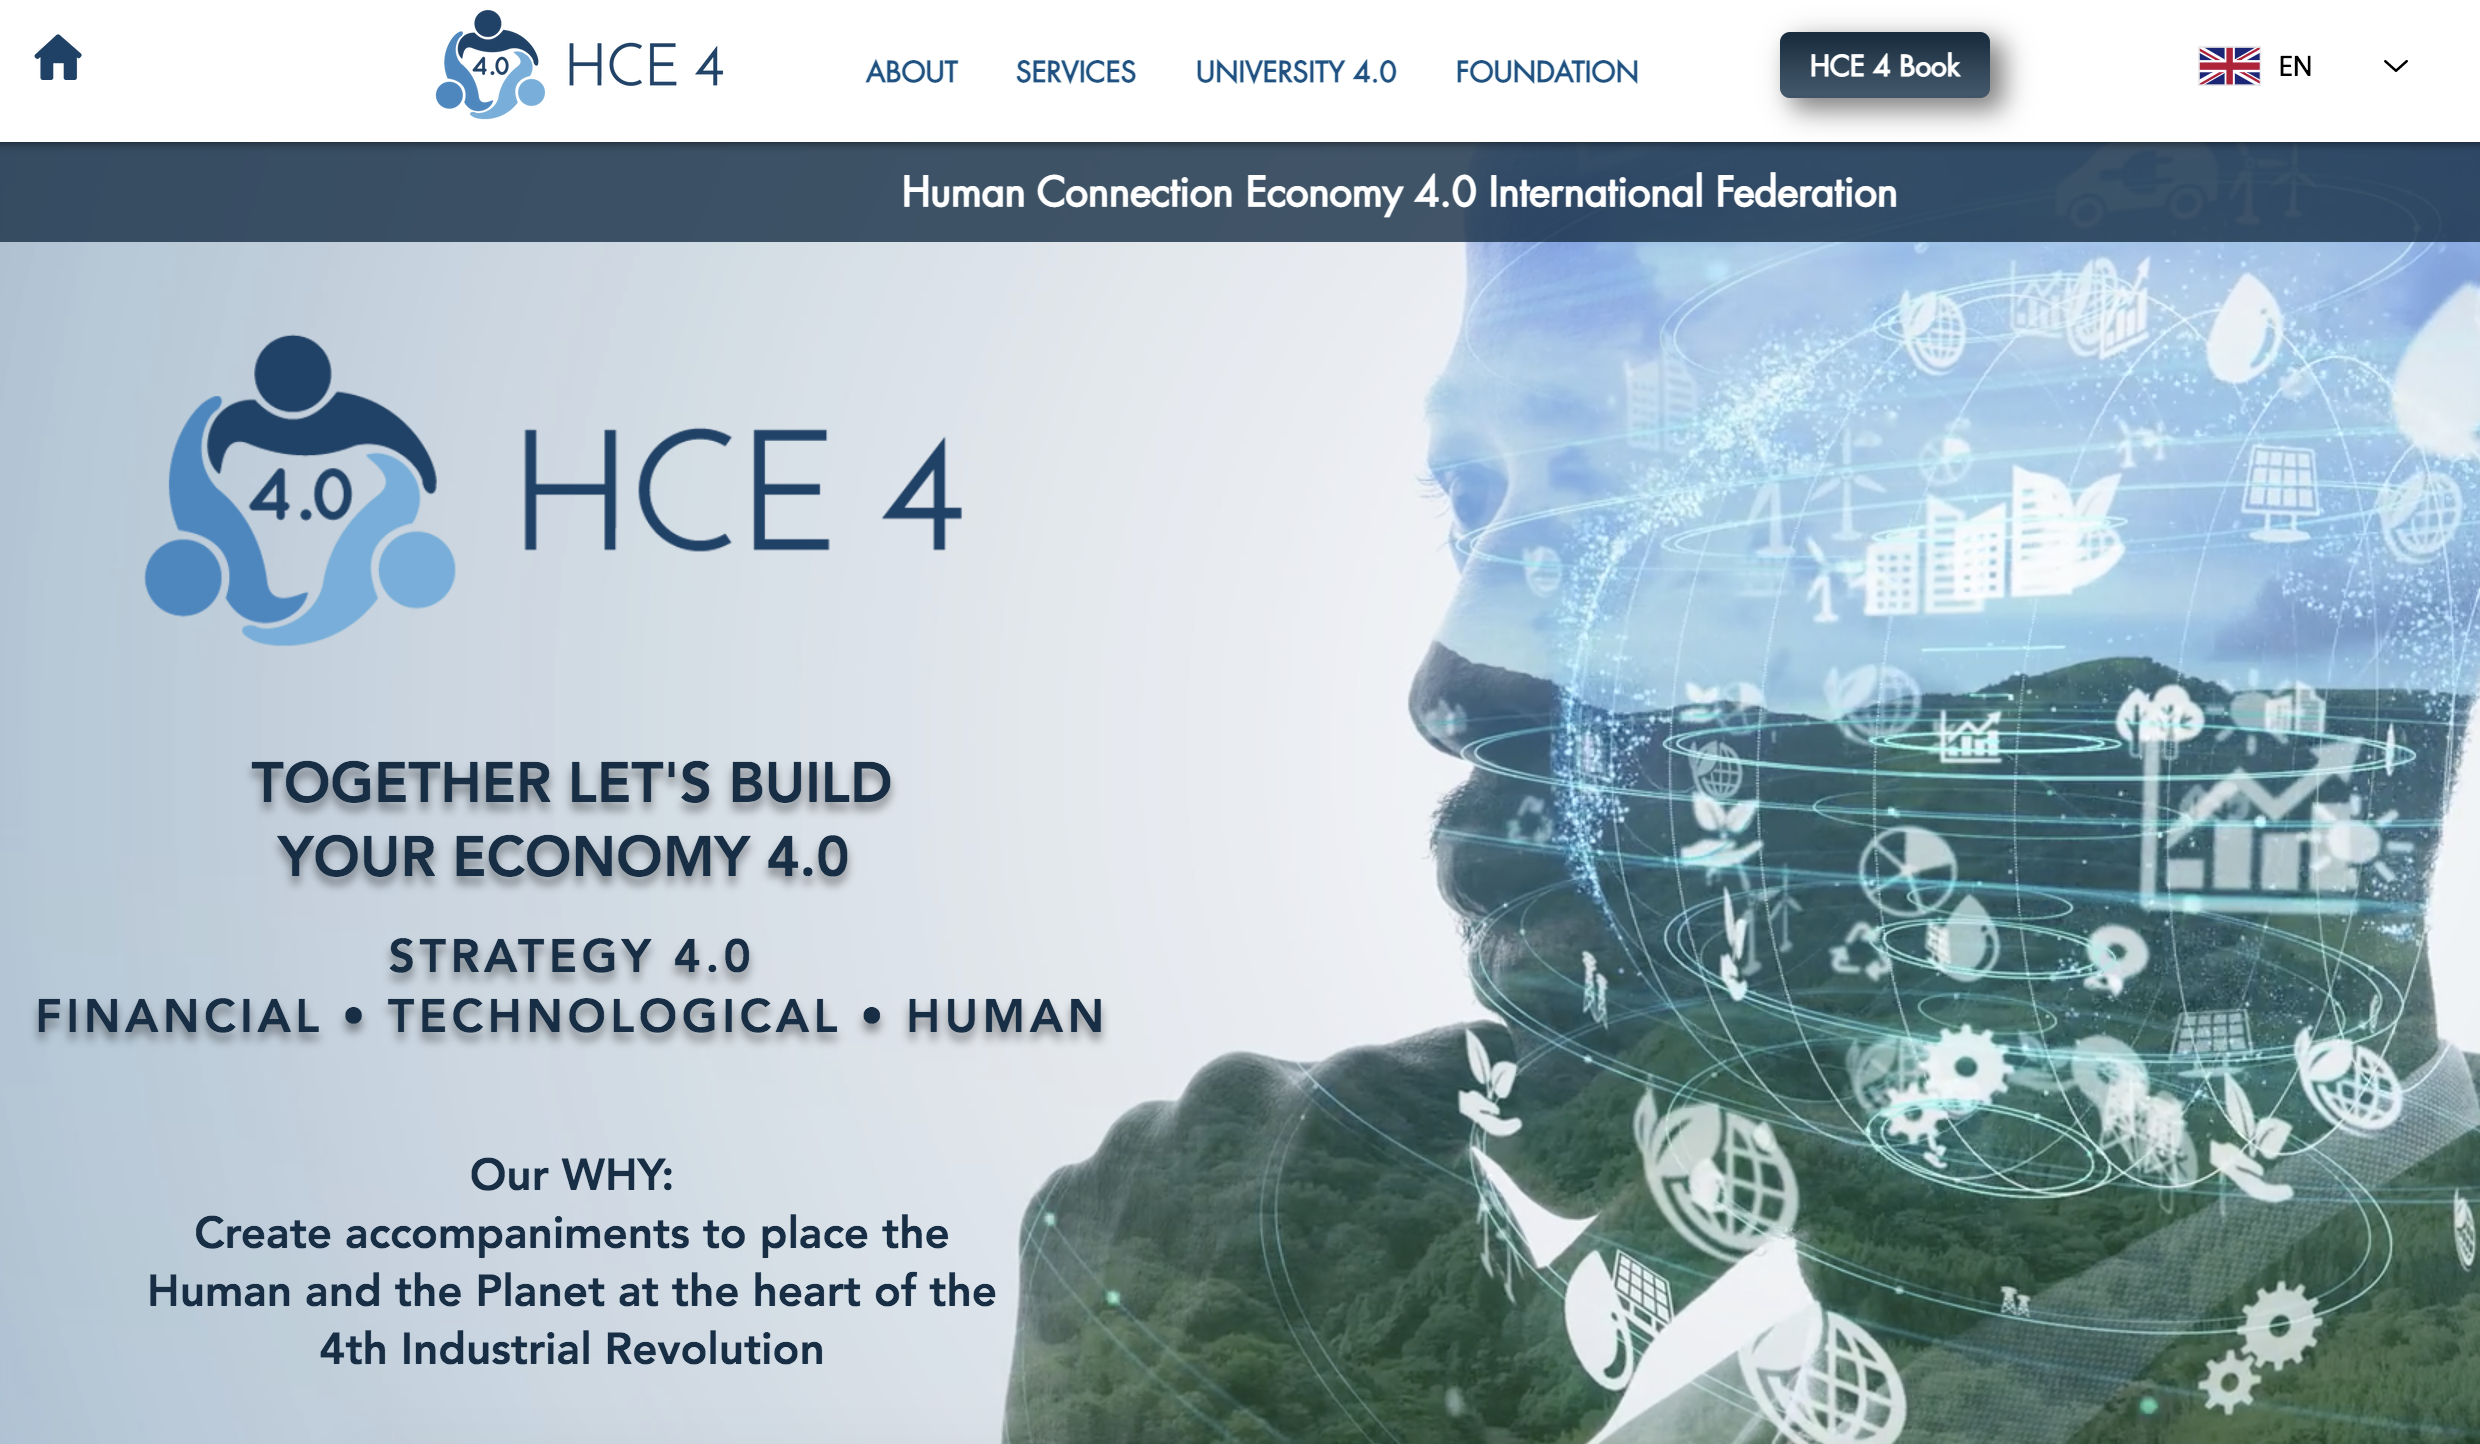 4.0
HCE 4
ABOUT
SERVICES
UNIVERSITY 4.0
FOUNDATION
HCE 4 Book
EN
Human Connection Economy 4.0 International Federation
4.0
HCE 4
TOGETHER LET'S BUILD
YOUR ECONOMY 4.0
STRATEGY 4.0
FINANCIAL • TECHNOLOGICAL • HUMAN
Our WHY:
Create accompaniments to place the
Human and the Planet at the heart of the
4th Industrial Revolution